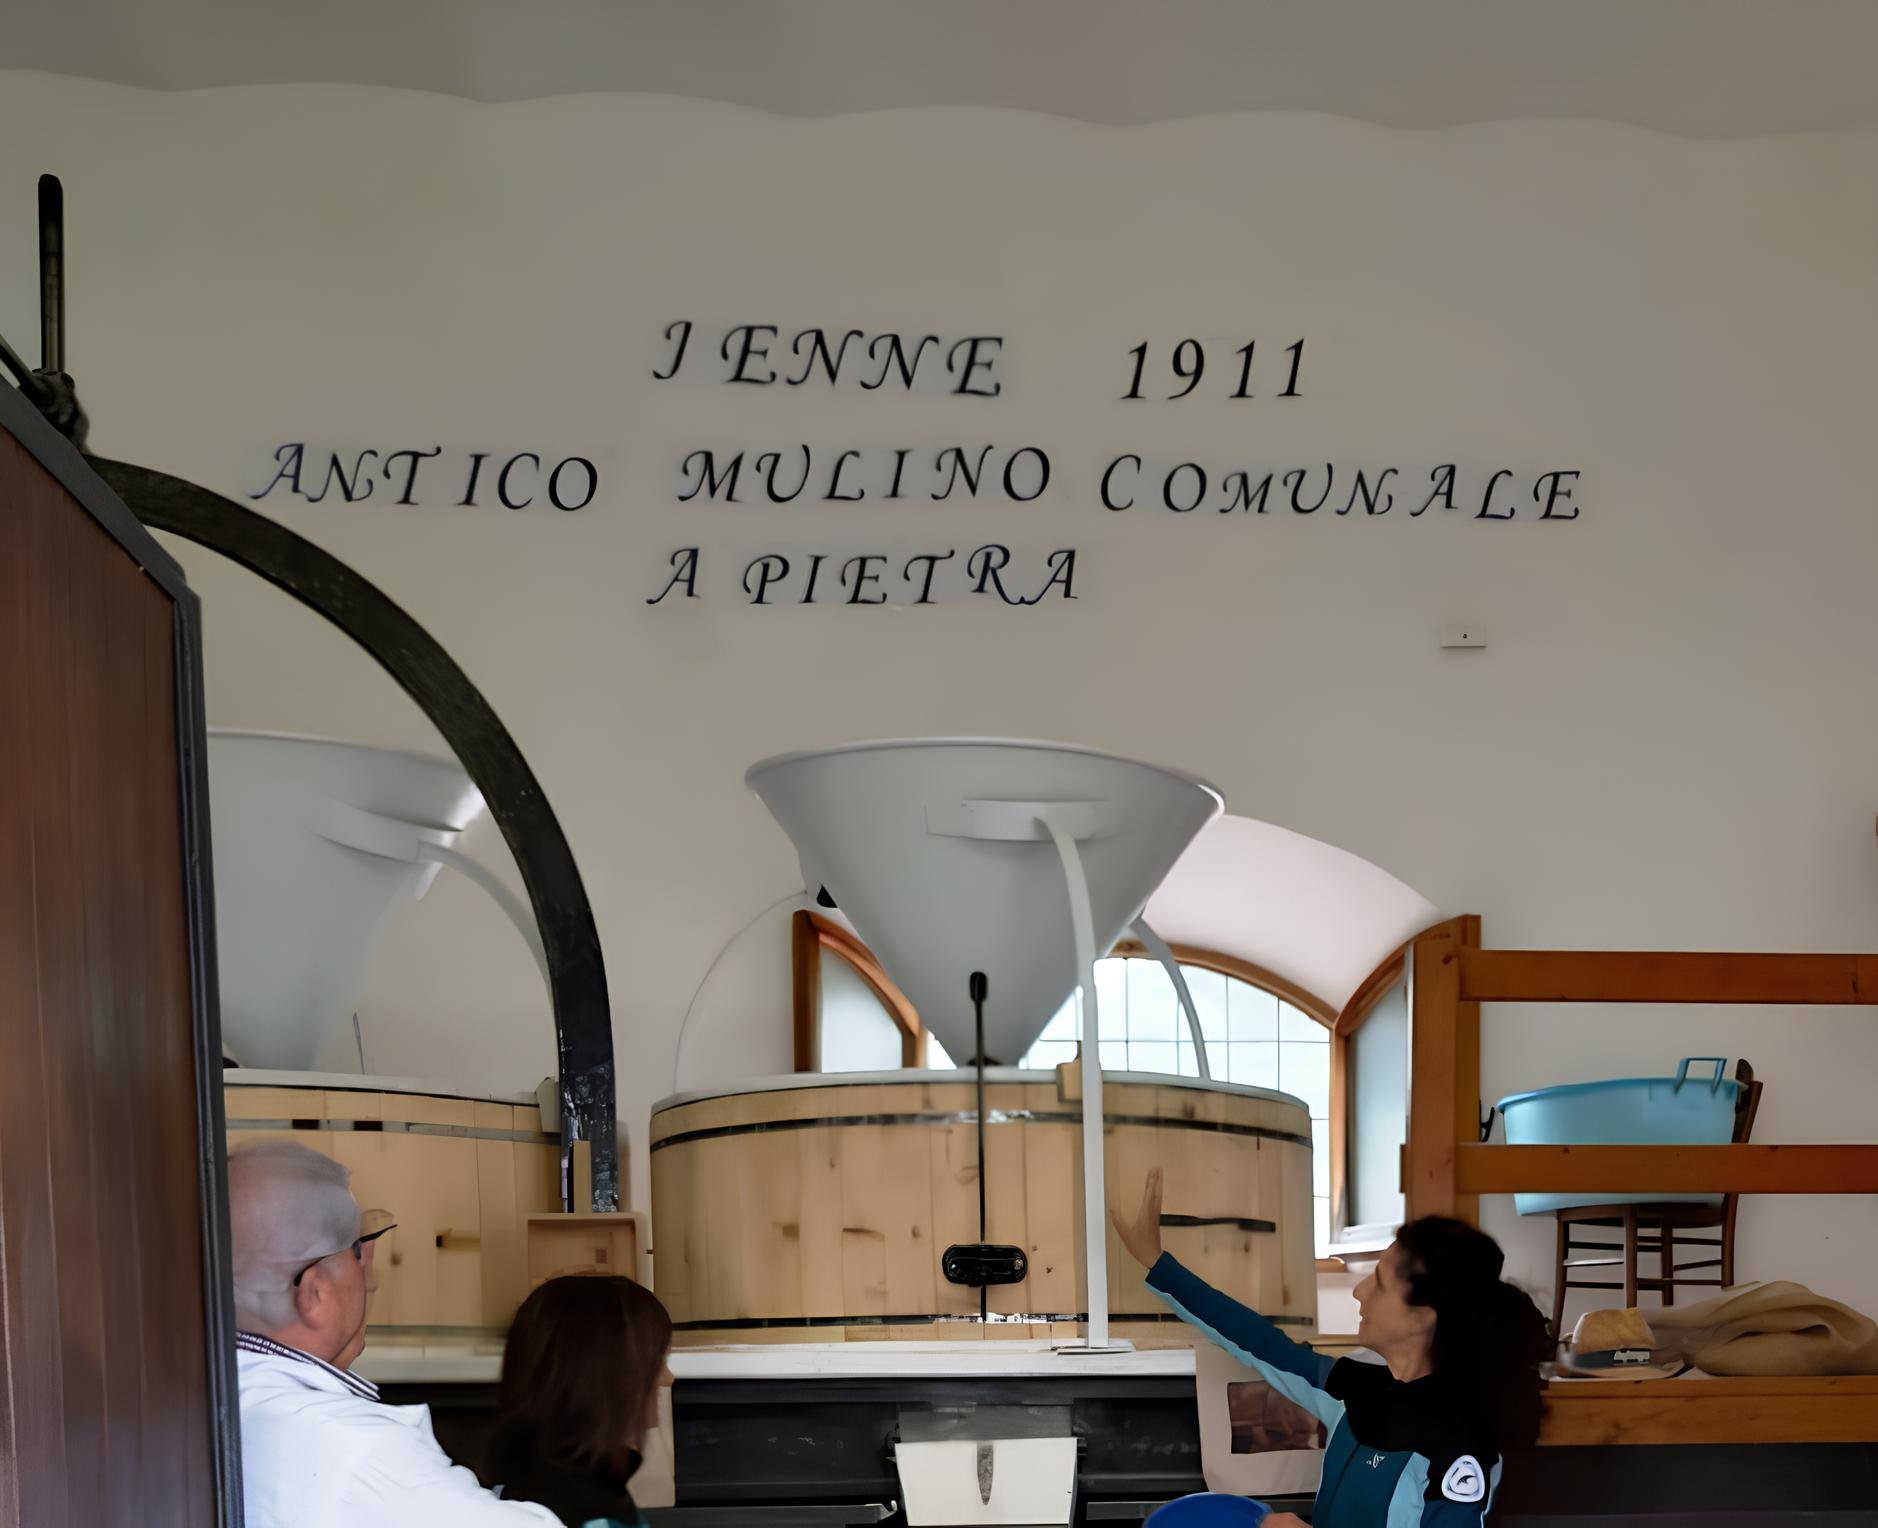 JENNE 1911
ANTICO MULINO COMUNALE
A PIETRA